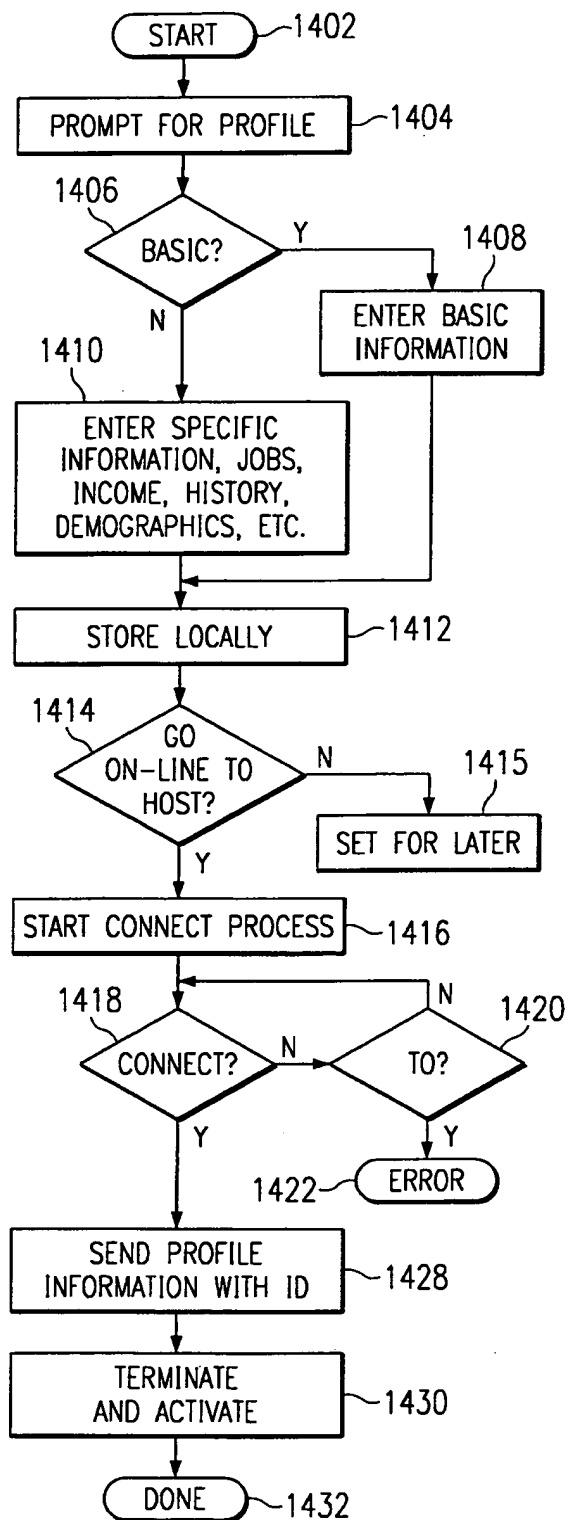 START
1402
PROMPT FOR PROFILE
1404
1406
BASIC?
Y
N
1408
ENTER BASIC
INFORMATION
1410
ENTER SPECIFIC
INFORMATION, JOBS,
INCOME, HISTORY,
DEMOGRAPHICS, ETC.
STORE LOCALLY
1412
1414
GO
ON-LINE TO
HOST?
N
Y
1415
SET FOR LATER
START CONNECT PROCESS
1416
1418
CONNECT?
N
Y
N
1420
TO?
Y
1422
ERROR
SEND PROFILE
INFORMATION WITH ID
1428
TERMINATE
AND ACTIVATE
1430
DONE
1432